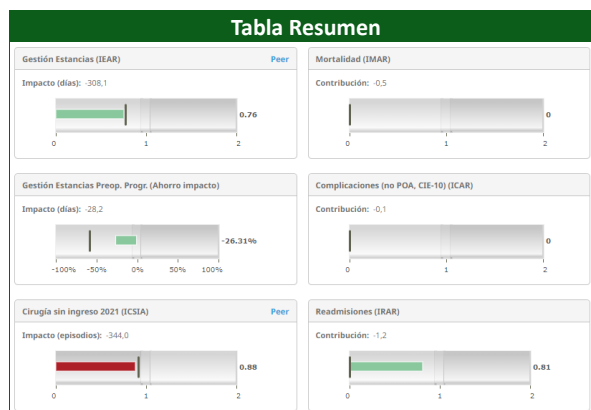 Tabla Resumen
Gestión Estancias (IEAR) Peer
Impacto (días): -308,1
0.76
0 1 2
Mortalidad (IMAR)
Contribución: -0,5
0
0 1 2
Gestión Estancias Preop. Progr. (Ahorro impacto)
Impacto (días): -28,2
-26.31%
-100% -50% 0% 50% 100%
Complicaciones (no POA, CIE-10) (ICAR)
Contribución: -0,1
0
0 1 2
Cirugía sin ingreso 2021 (ICSIA) Peer
Impacto (episodios): -344,0
0.88
0 1 2
Readmisiones (IRAR)
Contribución: -1,2
0.81
0 1 2